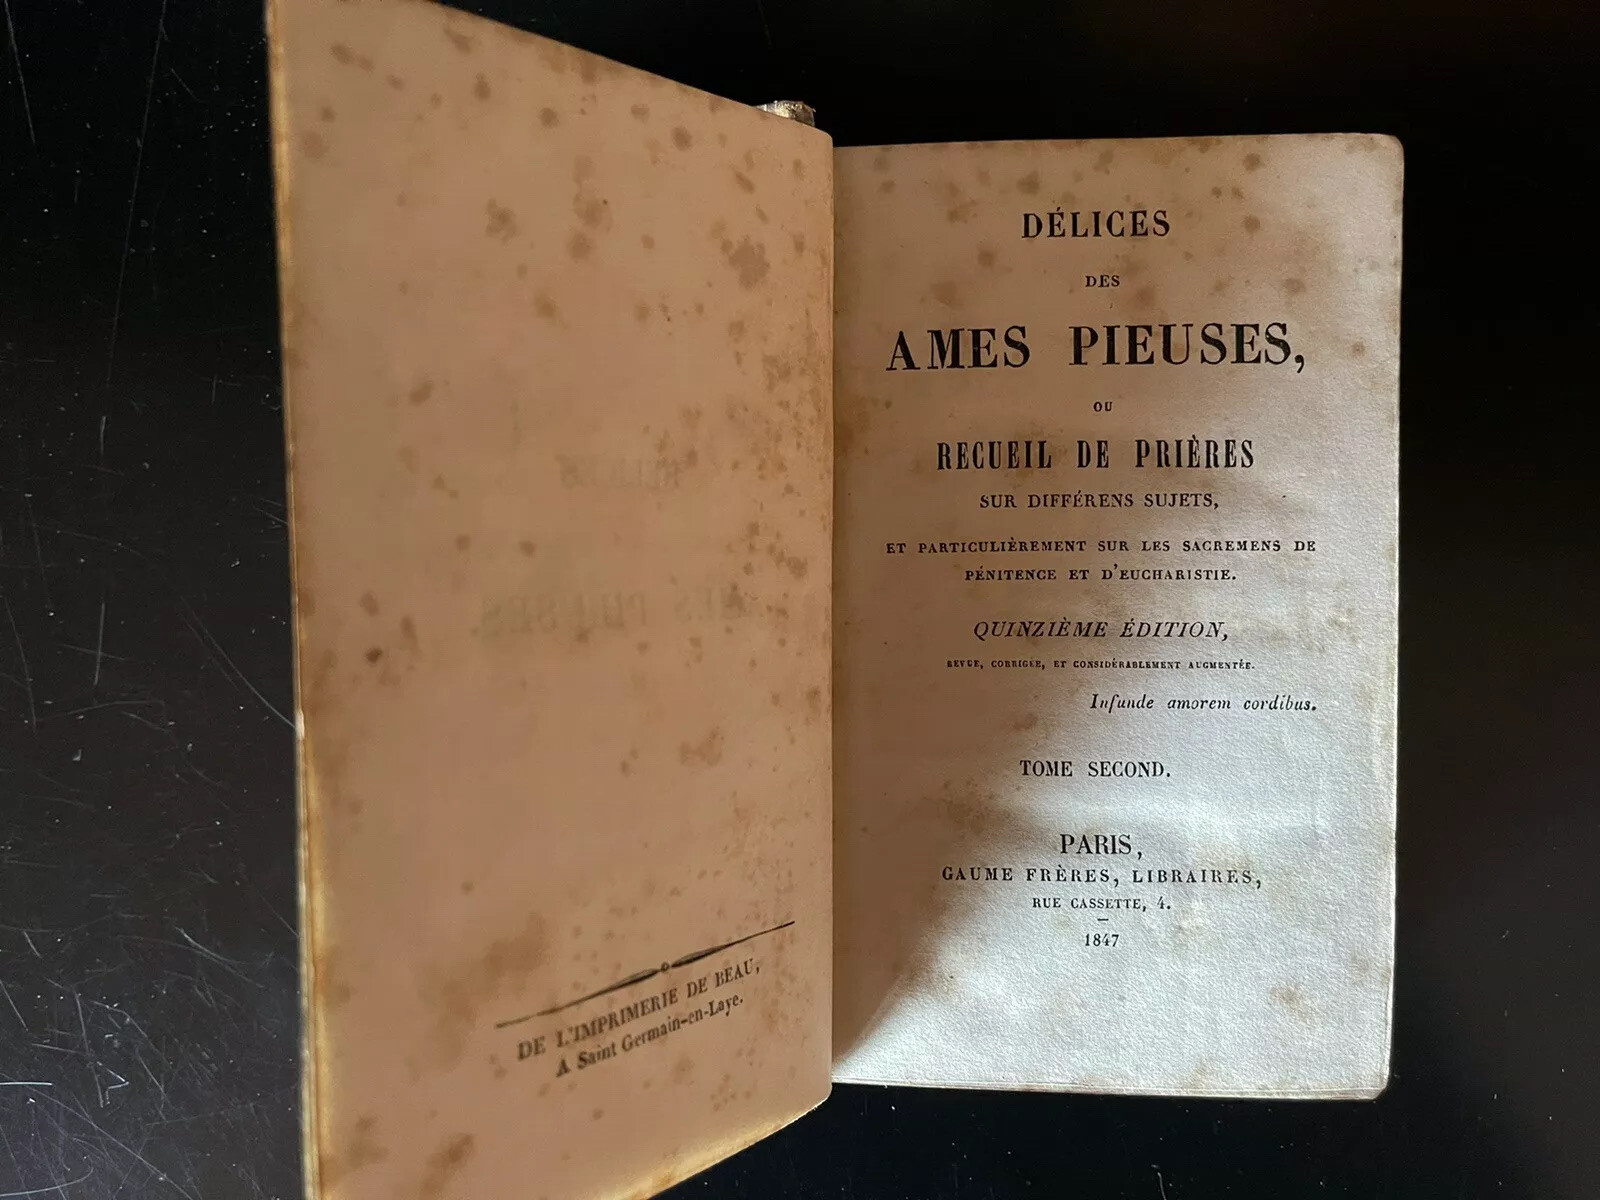 DE L'IMPRIMERIE DE BEAU,
A Saint Germain-en-Laye.
DÉLICES
DES
AMES PIEUSES,
OU
RECUEIL DE PRIÈRES
SUR DIFFÉRENS SUJETS,
ET PARTICULIÈREMENT SUR LES SACREMENS DE
PÉNITENCE ET D'EUCHARISTIE.
QUINZIÈME ÉDITION,
REVUE, CORRIGÉE, ET CONSIDÉRABLEMENT AUGMENTÉE.
Infunde amorem cordibus.
TOME SECOND.
PARIS,
GAUME FRÈRES, LIBRAIRES,
RUE CASSETTE, 4.
1847